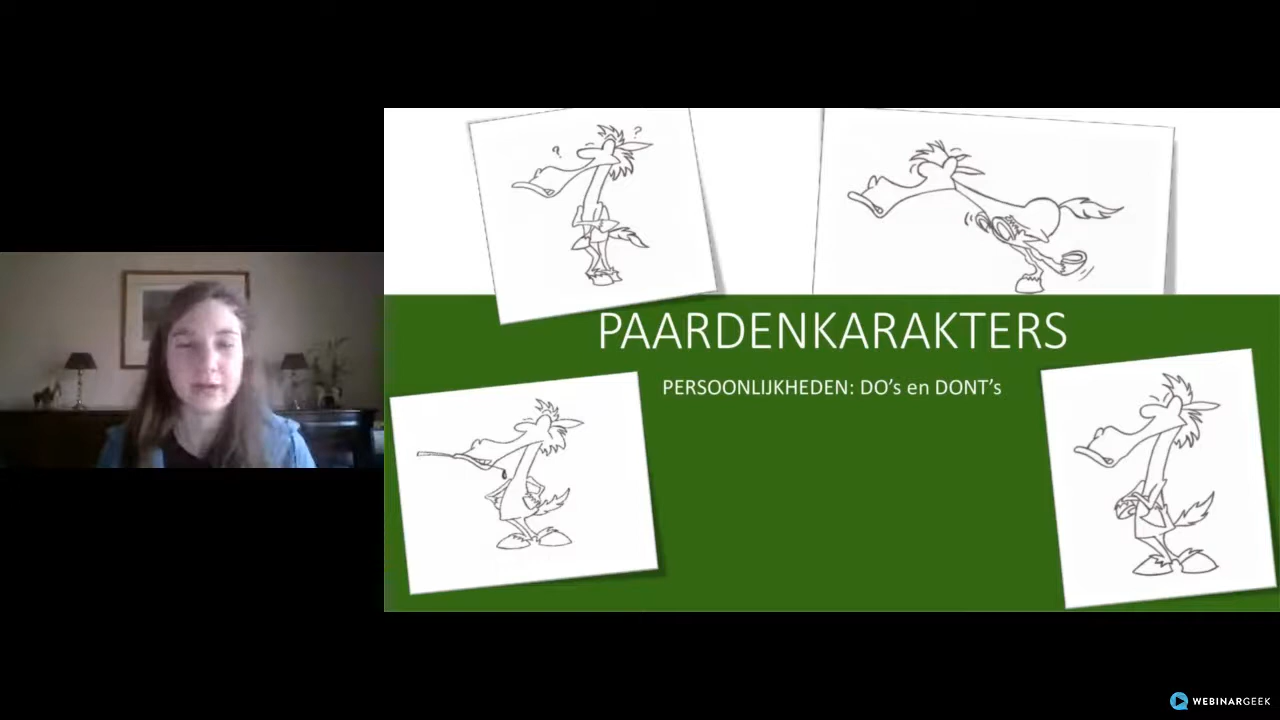 ?
?
PAARDENKARAKTERS
PERSOONLIJKHEDEN: DO’s en DONT’s
WEBINARGEEK